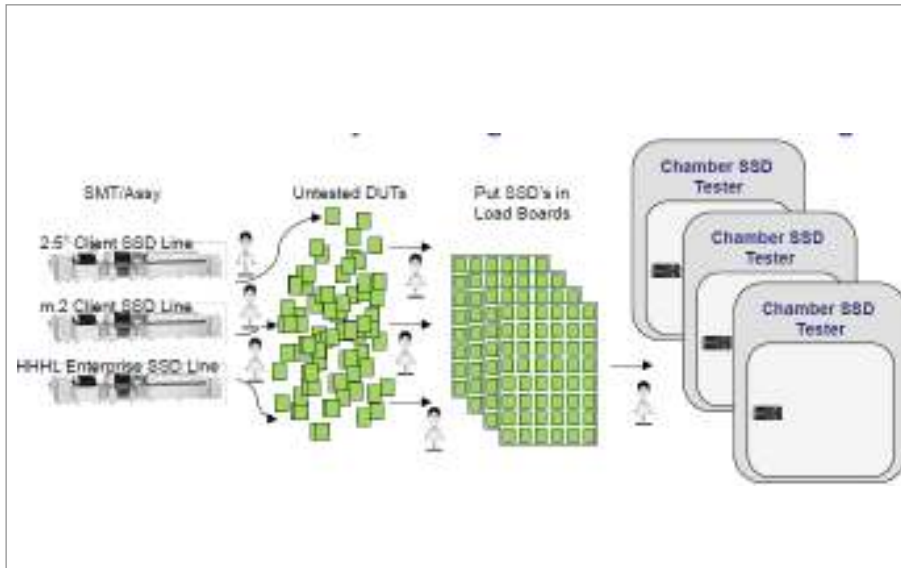 SMT/Assy
2.5" Client SSD Line
m.2 Client SSD Line
HHHL Enterprise SSD Line
Untested DUTs
Put SSD's in
Load Boards
Chamber SSD
Tester
Chamber SSD
Tester
Chamber SSD
Tester